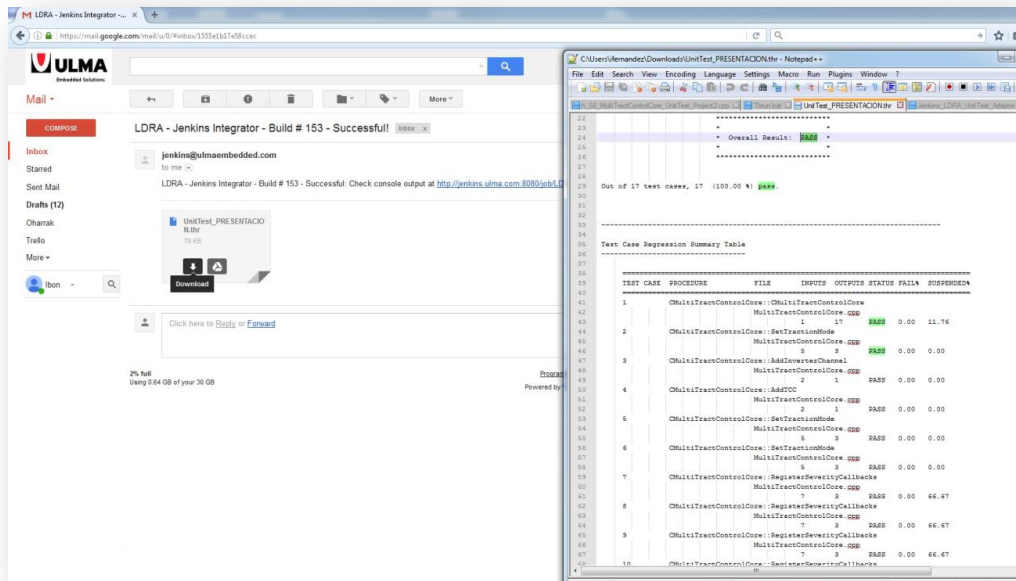 LDRA - Jenkins Integrator -...
https://mail.google.com/mail/u/0/#inbox/1555e1b17e58ccec
ULMA
Embedded Solutions
Mail
More
COMPOSE
Inbox
Starred
Sent Mail
Drafts (12)
Oharrak
Trello
More
Ibon
LDRA - Jenkins Integrator - Build # 153 - Successful! Inbox x
jenkins@ulmaembedded.com
to me
LDRA - Jenkins Integrator - Build # 153 - Successful: Check console output at http://jenkins.ulma.com:8080/job/LD
UnitTest_PRESENTACIO
N.thr
79 KB
Download
Click here to Reply or Forward
2% full
Using 0.64 GB of your 30 GB
Program
Powered by
C:\Users\ifernandez\Downloads\UnitTest_PRESENTACION.thr - Notepad++
File Edit Search View Encoding Language Settings Macro Run Plugins Window ?
h_S8_MultiTractControlCore_UnitTest_Project2.cpp Tbrun.bat UnitTest_PRESENTACION.thr Jenkins_LDRA_UnitTest_Adapter
22 ****************************
23 * *
24 * Overall Result: PASS *
25 * *
26 ****************************
27
28
29 Out of 17 test cases, 17 (100.00 %) pass.
30
31
32
33 --------------------------------------------------------------------------------
34
35 Test Case Regression Summary Table
36 ----------------------------------
37
38 ================================================================================
39 TEST CASE PROCEDURE FILE INPUTS OUTPUTS STATUS FAIL% SUSPENDED%
40 ================================================================================
41 1 CMultiTractControlCore::CMultiTractControlCore
42 MultiTractControlCore.cpp
43 1 17 PASS 0.00 11.76
44 2 CMultiTractControlCore::SetTractionMode
45 MultiTractControlCore.cpp
46 5 3 PASS 0.00 0.00
47 3 CMultiTractControlCore::AddInverterChannel
48 MultiTractControlCore.cpp
49 2 1 PASS 0.00 0.00
50 4 CMultiTractControlCore::AddTCC
51 MultiTractControlCore.cpp
52 2 1 PASS 0.00 0.00
53 5 CMultiTractControlCore::SetTractionMode
54 MultiTractControlCore.cpp
55 5 3 PASS 0.00 0.00
56 6 CMultiTractControlCore::SetTractionMode
57 MultiTractControlCore.cpp
58 5 3 PASS 0.00 0.00
59 7 CMultiTractControlCore::RegisterSeverityCallbacks
60 MultiTractControlCore.cpp
61 7 3 PASS 0.00 66.67
62 8 CMultiTractControlCore::RegisterSeverityCallbacks
63 MultiTractControlCore.cpp
64 7 3 PASS 0.00 66.67
65 9 CMultiTractControlCore::RegisterSeverityCallbacks
66 MultiTractControlCore.cpp
67 7 3 PASS 0.00 66.67
68 10 CMultiTractControlCore::RegisterSeverityCallbacks